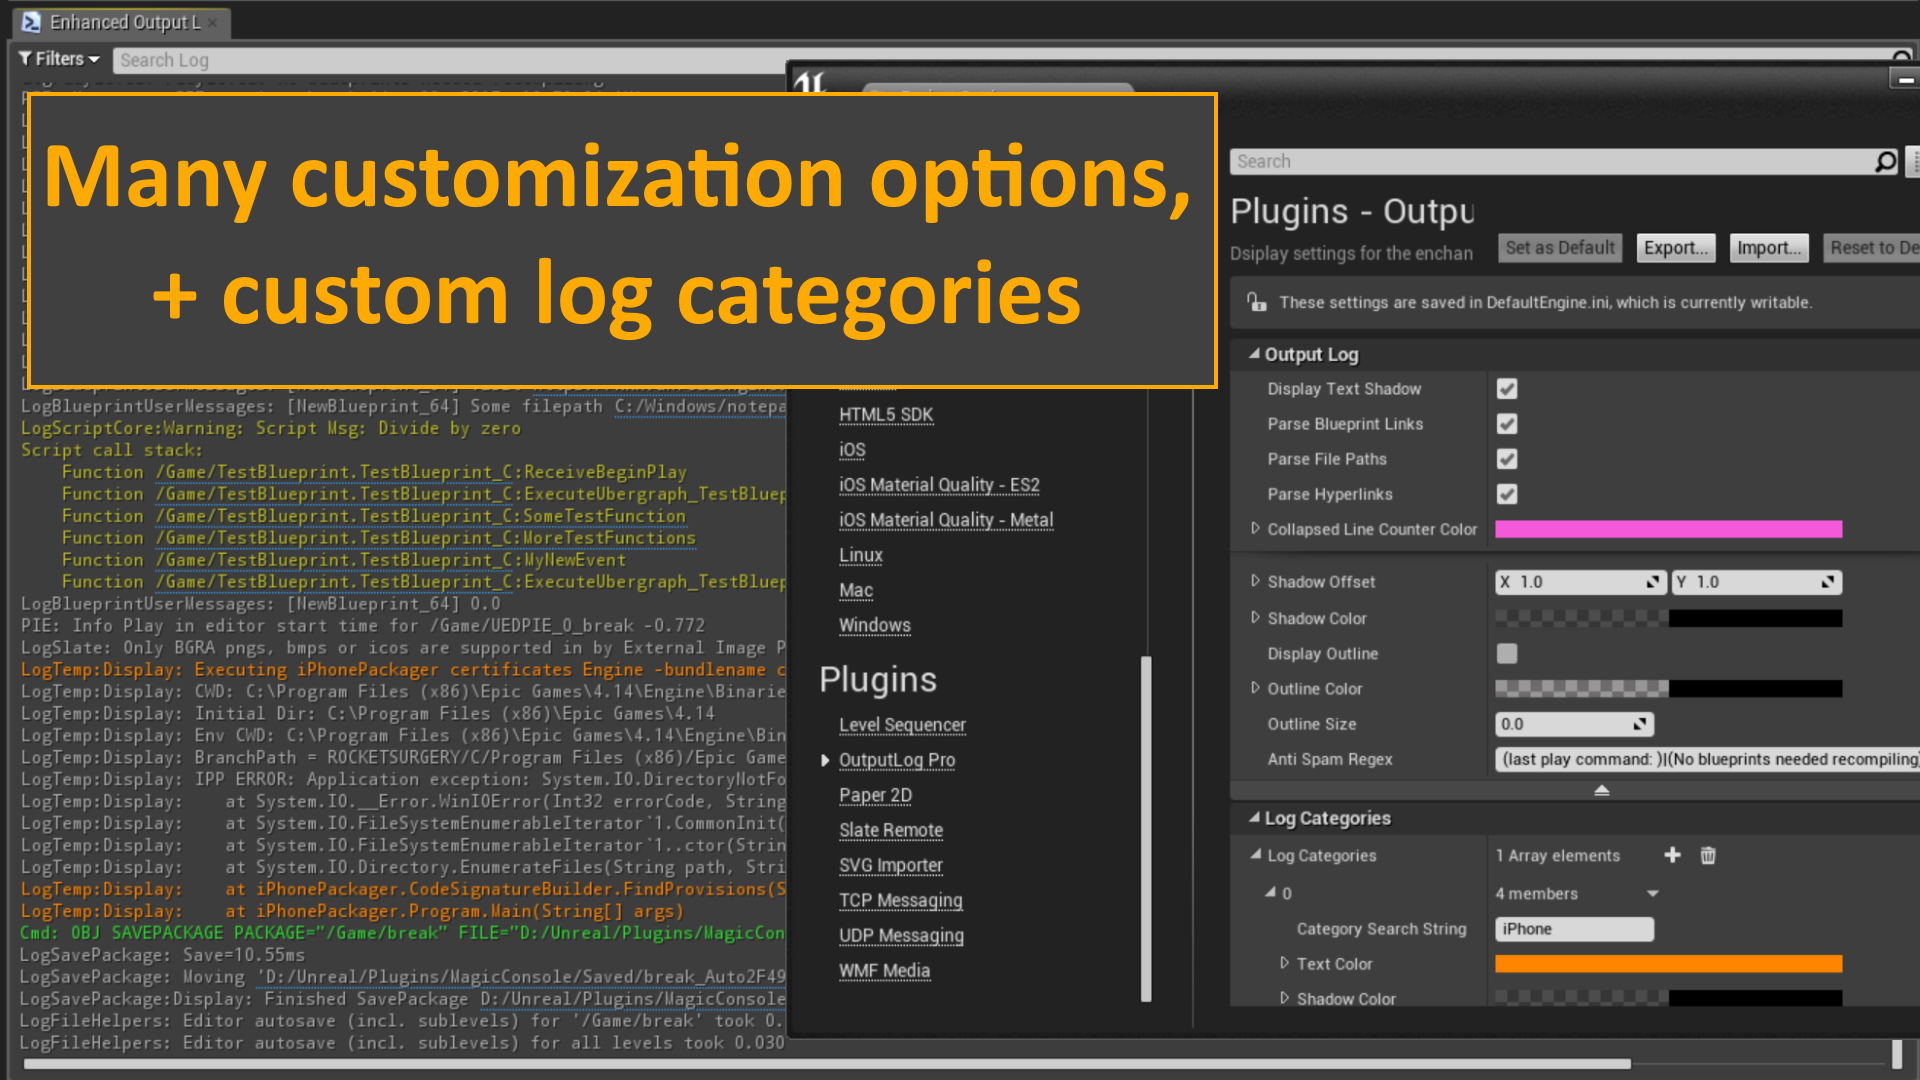 Enhanced Output L
Filters
Search Log
Many customization options,
+ custom log categories
LogBlueprintUserMessages: [NewBlueprint_64] Some filepath C:/Windows/notepa
LogScriptCore:Warning: Script Msg: Divide by zero
Script call stack:
Function /Game/TestBlueprint.TestBlueprint_C:ReceiveBeginPlay
Function /Game/TestBlueprint.TestBlueprint_C:ExecuteUbergraph_TestBluep
Function /Game/TestBlueprint.TestBlueprint_C:SomeTestFunction
Function /Game/TestBlueprint.TestBlueprint_C:MoreTestFunctions
Function /Game/TestBlueprint.TestBlueprint_C:MyNewEvent
Function /Game/TestBlueprint.TestBlueprint_C:ExecuteUbergraph_TestBluep
LogBlueprintUserMessages: [NewBlueprint_64] 0.0
PIE: Info Play in editor start time for /Game/UEDPIE_0_break -0.772
LogSlate: Only BGRA pngs, bmps or icos are supported in by External Image P
LogTemp:Display: Executing iPhonePackager certificates Engine -bundlename c
LogTemp:Display: CWD: C:\Program Files (x86)\Epic Games\4.14\Engine\Binarie
LogTemp:Display: Initial Dir: C:\Program Files (x86)\Epic Games\4.14
LogTemp:Display: Env CWD: C:\Program Files (x86)\Epic Games\4.14\Engine\Bin
LogTemp:Display: BranchPath = ROCKETSURGERY/C/Program Files (x86)/Epic Game
LogTemp:Display: IPP ERROR: Application exception: System.IO.DirectoryNotFo
LogTemp:Display: at System.IO.__Error.WinIOError(Int32 errorCode, String
LogTemp:Display: at System.IO.FileSystemEnumerableIterator`1.CommonInit(
LogTemp:Display: at System.IO.FileSystemEnumerableIterator`1..ctor(Strin
LogTemp:Display: at System.IO.Directory.EnumerateFiles(String path, Stri
LogTemp:Display: at iPhonePackager.CodeSignatureBuilder.FindProvisions(S
LogTemp:Display: at iPhonePackager.Program.Main(String[] args)
Cmd: OBJ SAVEPACKAGE PACKAGE="/Game/break" FILE="D:/Unreal/Plugins/MagicCon
LogSavePackage: Save=10.55ms
LogSavePackage: Moving 'D:/Unreal/Plugins/MagicConsole/Saved/break_Auto2F49
LogSavePackage:Display: Finished SavePackage D:/Unreal/Plugins/MagicConsole
LogFileHelpers: Editor autosave (incl. sublevels) for '/Game/break' took 0.
LogFileHelpers: Editor autosave (incl. sublevels) for all levels took 0.030
HTML5 SDK
iOS
iOS Material Quality - ES2
iOS Material Quality - Metal
Linux
Mac
Windows
Plugins
Level Sequencer
OutputLog Pro
Paper 2D
Slate Remote
SVG Importer
TCP Messaging
UDP Messaging
WMF Media
Search
Plugins - Outpu
Dsiplay settings for the enchan
Set as Default
Export...
Import...
Reset to De
These settings are saved in DefaultEngine.ini, which is currently writable.
Output Log
Display Text Shadow
Parse Blueprint Links
Parse File Paths
Parse Hyperlinks
Collapsed Line Counter Color
Shadow Offset X 1.0 Y 1.0
Shadow Color
Display Outline
Outline Color
Outline Size 0.0
Anti Spam Regex (last play command: )|(No blueprints needed recompiling
Log Categories
Log Categories 1 Array elements
0 4 members
Category Search String iPhone
Text Color
Shadow Color